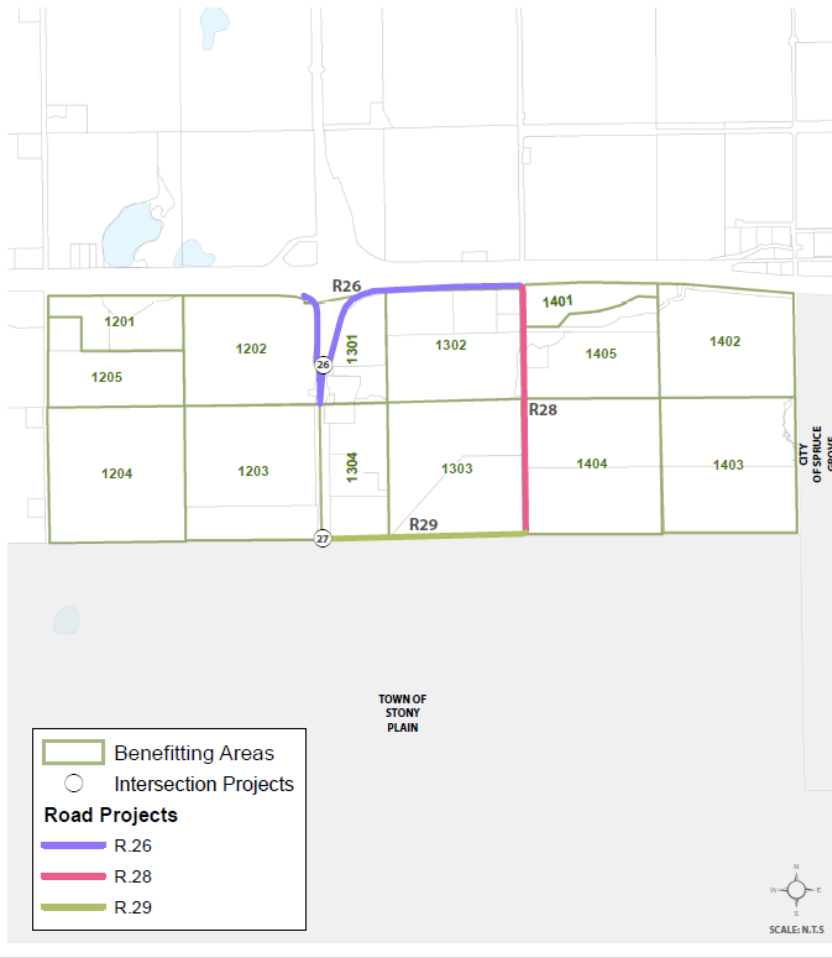 R26
1401
1201
1202
1301
1302
1405
1402
26
1205
R28
1204
1203
1304
1303
1404
1403
CITY
OF SPRUCE
GROVE
R29
27
TOWN OF
STONY
PLAIN
Benefitting Areas
Intersection Projects
Road Projects
R.26
R.28
R.29
N
W
E
S
SCALE: N.T.S